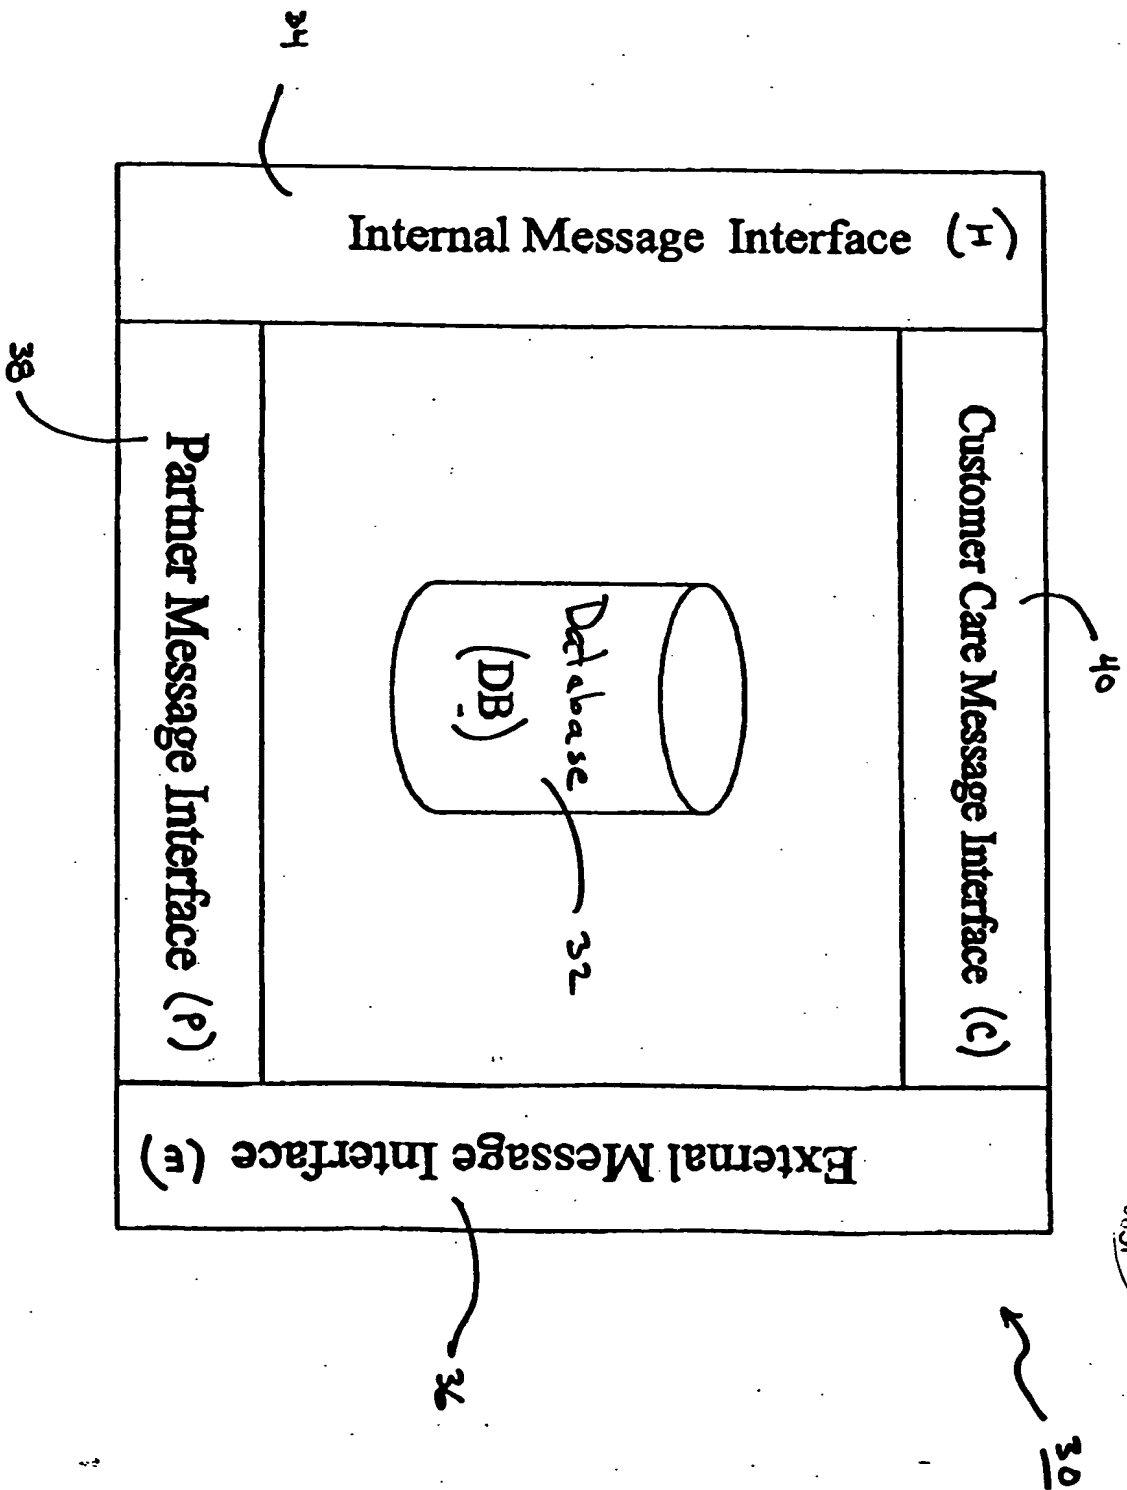 30
40
Customer Care Message Interface (C)
34
Internal Message Interface (I)
Database
(DB)
32
External Message Interface (E)
36
Partner Message Interface (P)
38